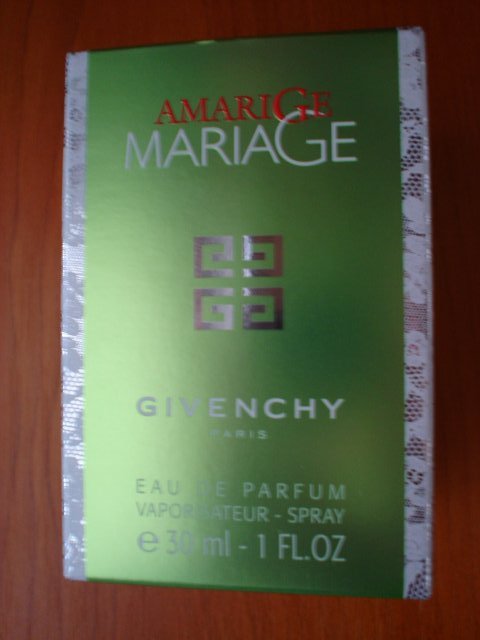 AMARIGE
MARIAGE
GIVENCHY
PARIS
EAU DE PARFUM
VAPORISATEUR - SPRAY
e 30 ml - 1 FL.OZ